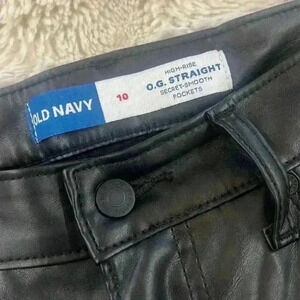 OLD NAVY
10
HIGH-RISE
O.G. STRAIGHT
SECRET-SMOOTH
POCKETS